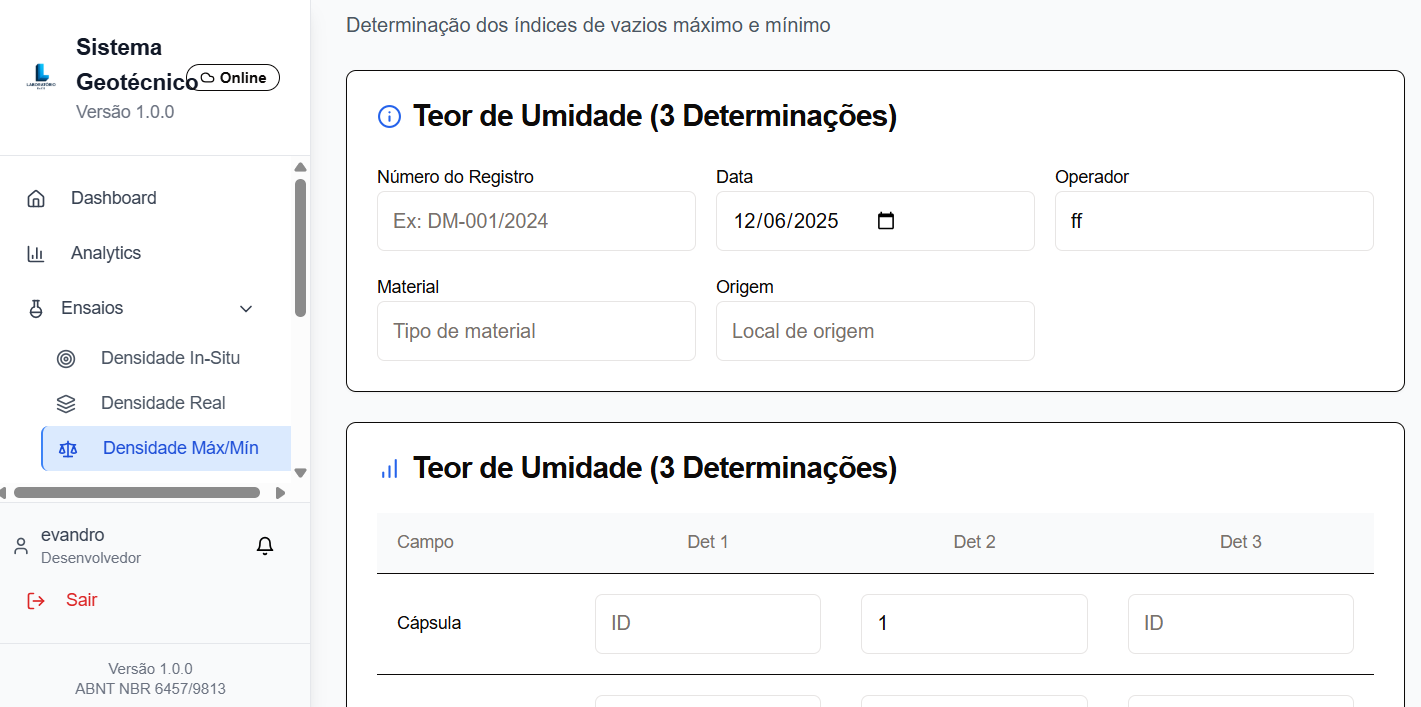 Sistema
Geotécnico
Online
Versão 1.0.0
Dashboard
Analytics
Ensaios
Densidade In-Situ
Densidade Real
Densidade Máx/Mín
evandro
Desenvolvedor
Sair
Versão 1.0.0
ABNT NBR 6457/9813
Determinação dos índices de vazios máximo e mínimo
Teor de Umidade (3 Determinações)
Número do Registro
Data
Operador
Ex: DM-001/2024
12/06/2025
ff
Material
Origem
Tipo de material
Local de origem
Teor de Umidade (3 Determinações)
Campo
Det 1
Det 2
Det 3
Cápsula
ID
1
ID